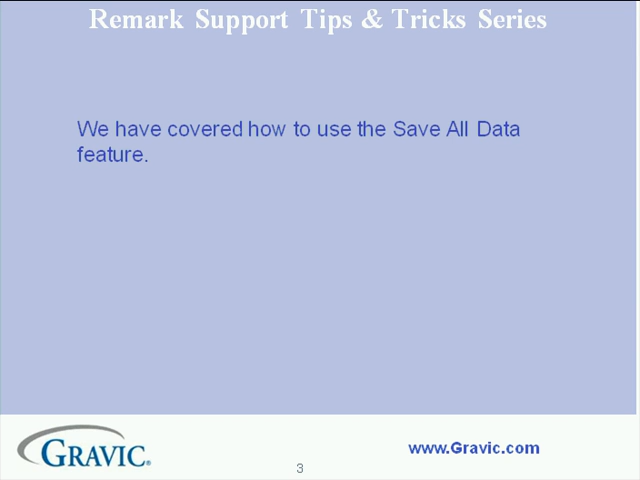 Remark Support Tips & Tricks Series
We have covered how to use the Save All Data
feature.
GRAVIC®
www.Gravic.com
3